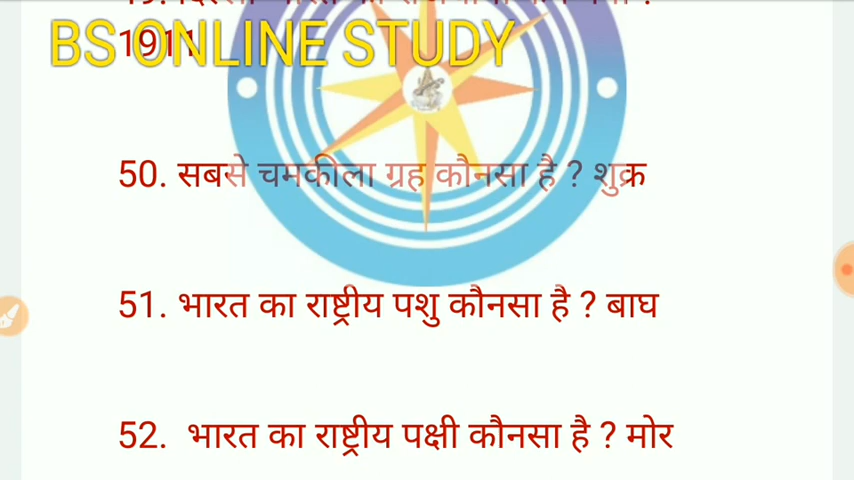 1911
BS ONLINE STUDY
50. सबसे चमकीला ग्रह कौनसा है ? शुक्र
51. भारत का राष्ट्रीय पशु कौनसा है ? बाघ
52. भारत का राष्ट्रीय पक्षी कौनसा है ? मोर